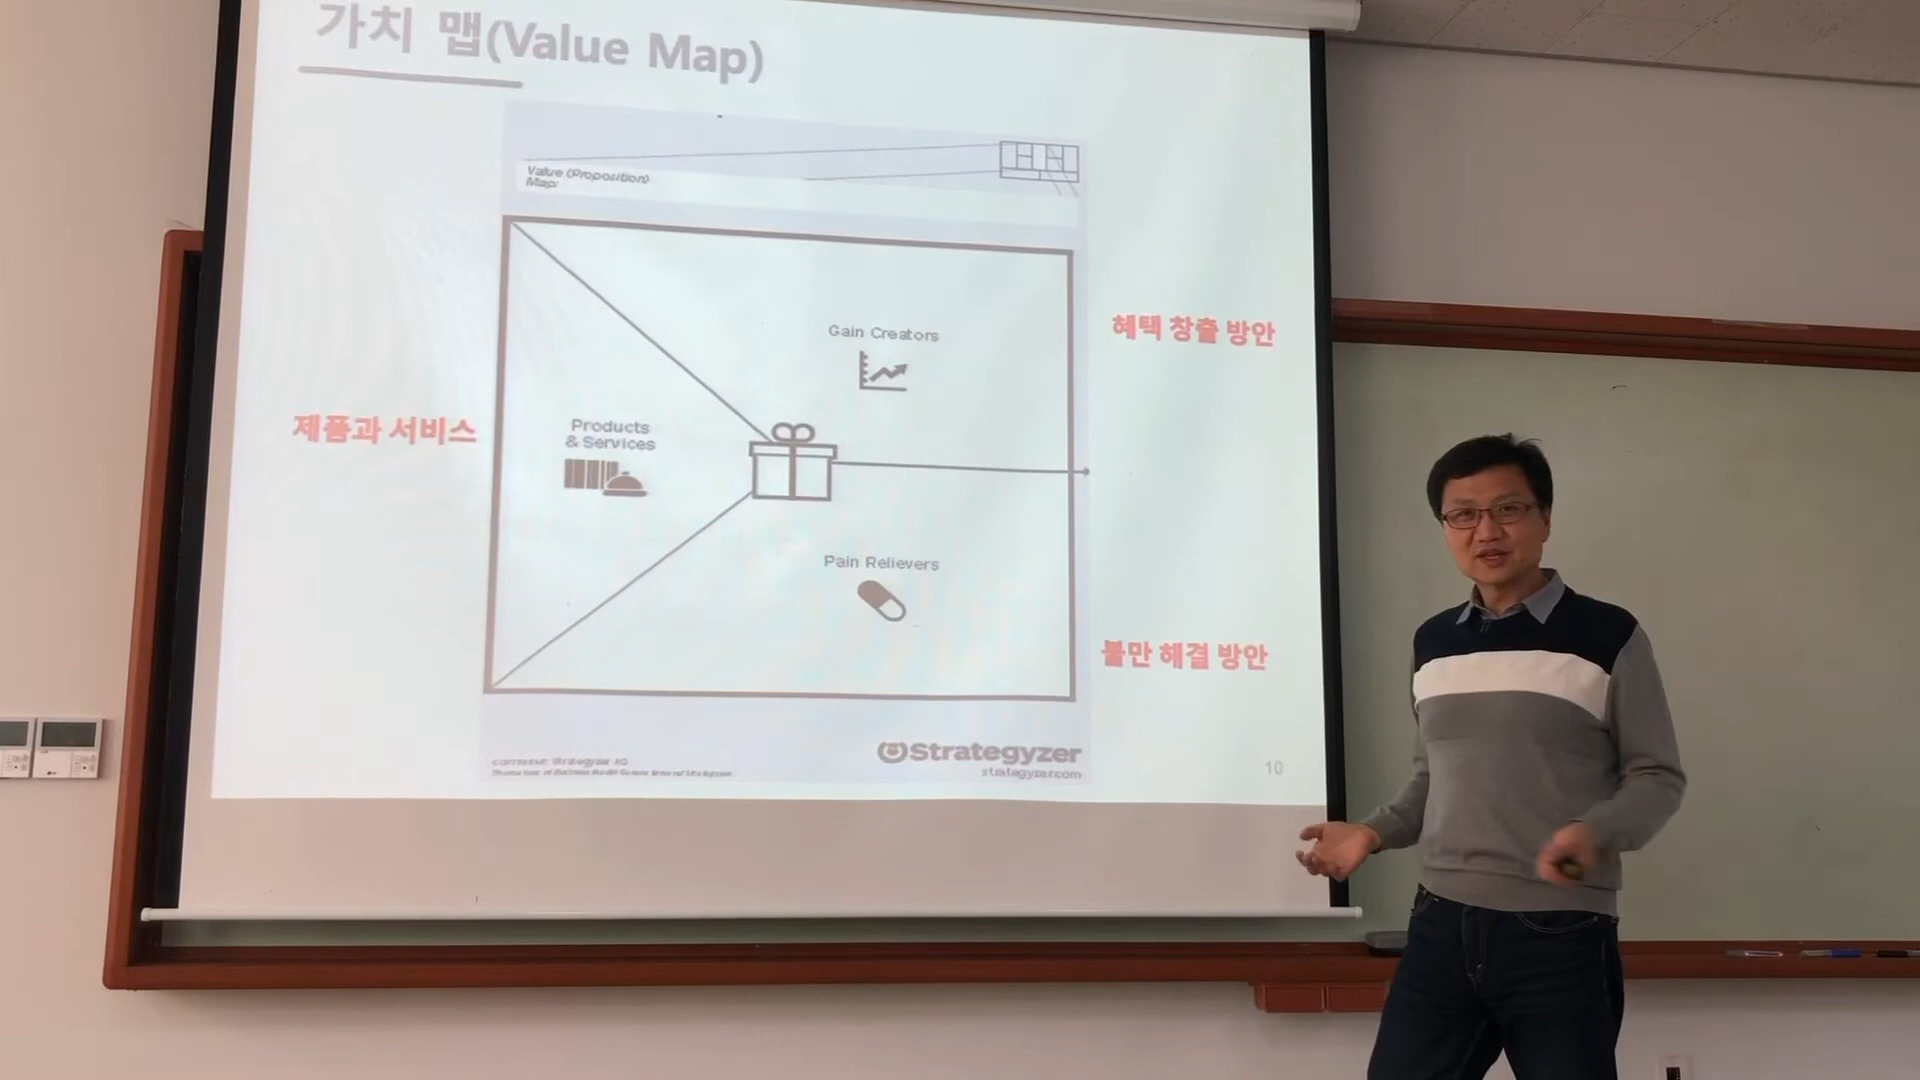 가치 맵(Value Map)
Value (Proposition)
Map:
Gain Creators
혜택 창출 방안
제품과 서비스
Products
& Services
Pain Relievers
불만 해결 방안
Strategyzer
strategyzer.com
10